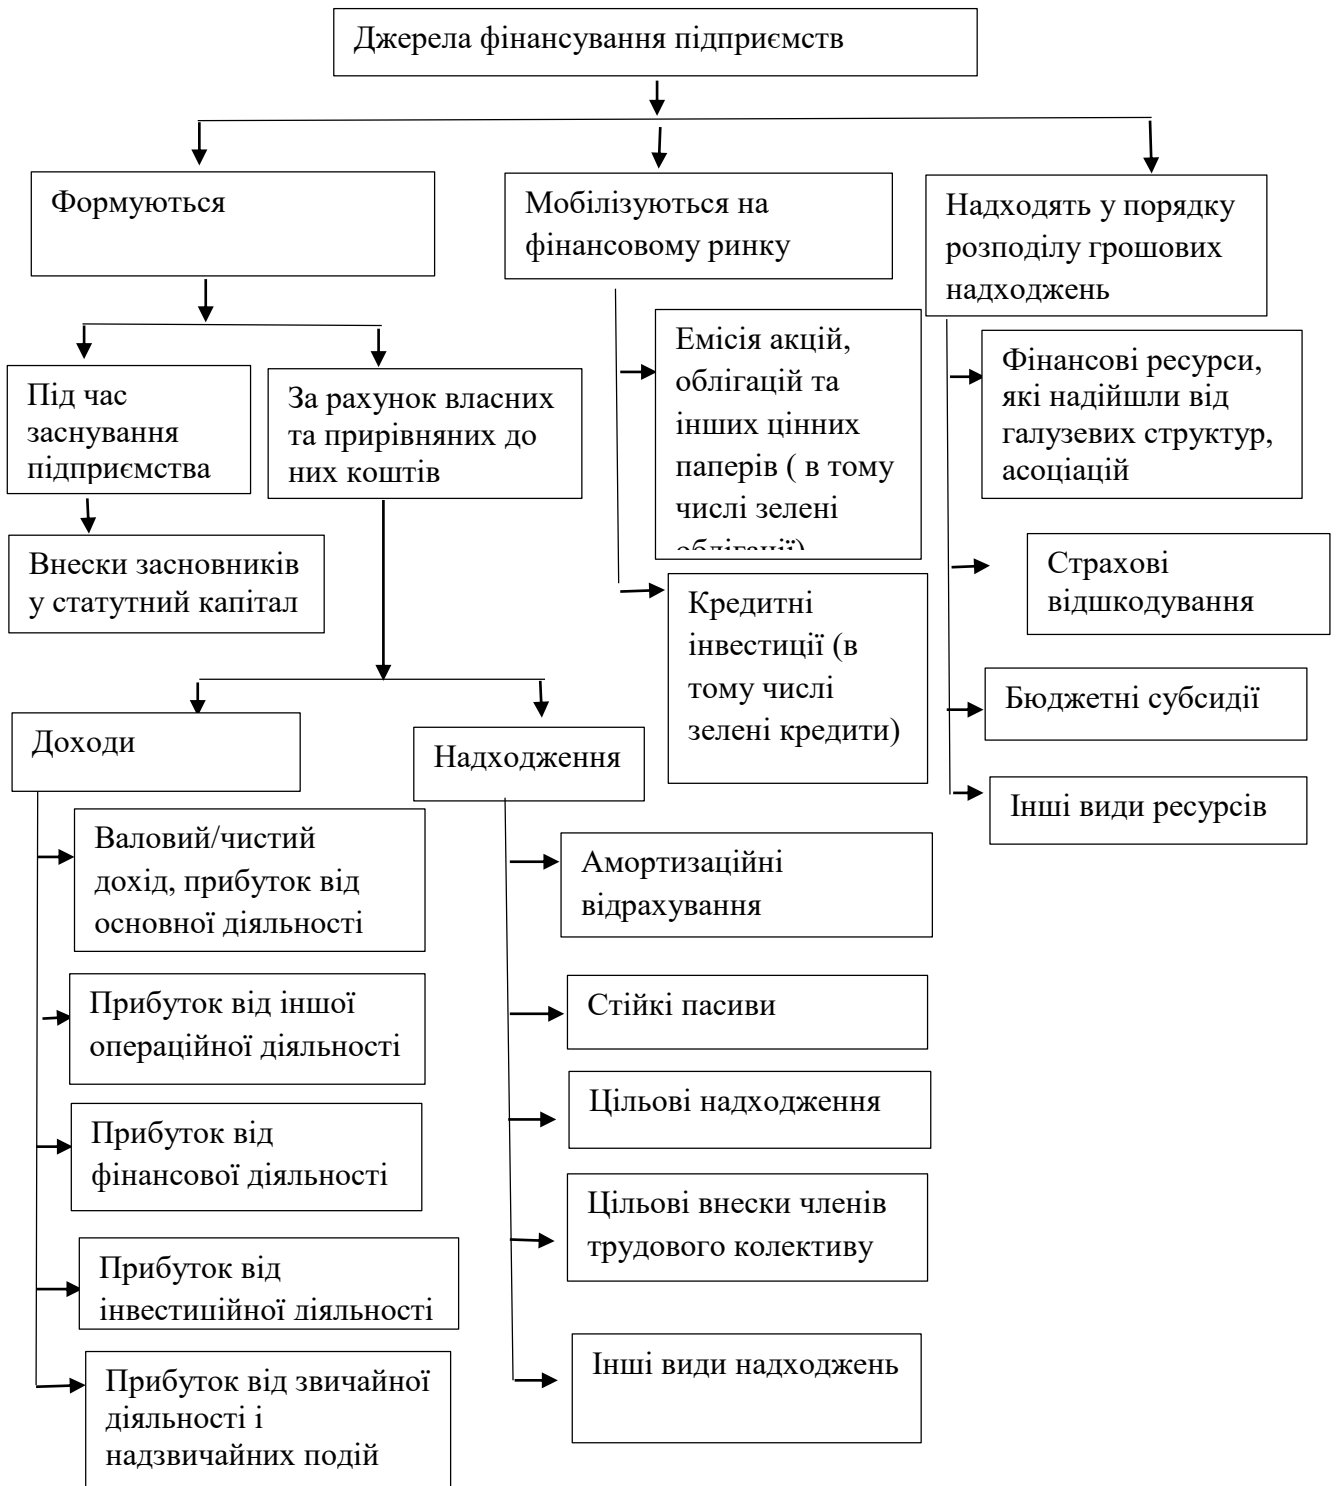 Джерела фінансування підприємств
Формуються
Мобілізуються на
фінансовому ринку
Надходять у порядку
розподілу грошових
надходжень
Під час
заснування
підприємства
За рахунок власних
та прирівняних до
них коштів
Емісія акцій,
облігацій та
інших цінних
паперів ( в тому
числі зелені
облігації)
Фінансові ресурси,
які надійшли від
галузевих структур,
асоціацій
Внески засновників
у статутний капітал
Страхові
відшкодування
Кредитні
інвестиції (в
тому числі
зелені кредити)
Бюджетні субсидії
Інші види ресурсів
Доходи
Надходження
Валовий/чистий
дохід, прибуток від
основної діяльності
Прибуток від іншої
операційної діяльності
Прибуток від
фінансової діяльності
Прибуток від
інвестиційної діяльності
Прибуток від звичайної
діяльності і
надзвичайних подій
Амортизаційні
відрахування
Стійкі пасиви
Цільові надходження
Цільові внески членів
трудового колективу
Інші види надходжень